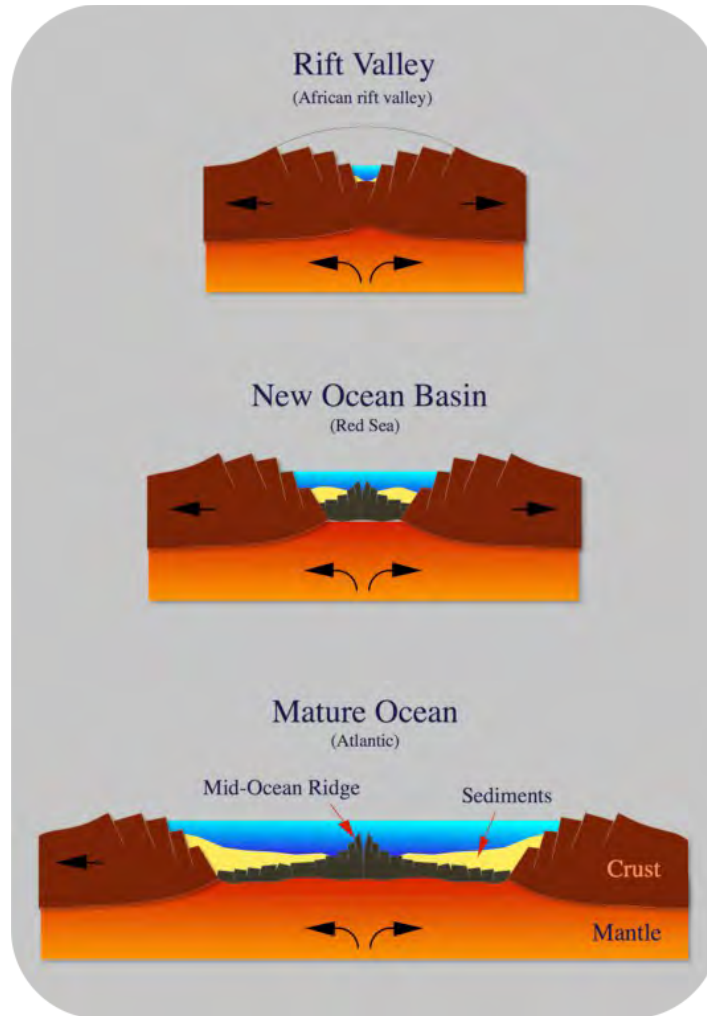 Rift Valley
(African rift valley)
New Ocean Basin
(Red Sea)
Mature Ocean
(Atlantic)
Mid-Ocean Ridge
Sediments
Crust
Mantle